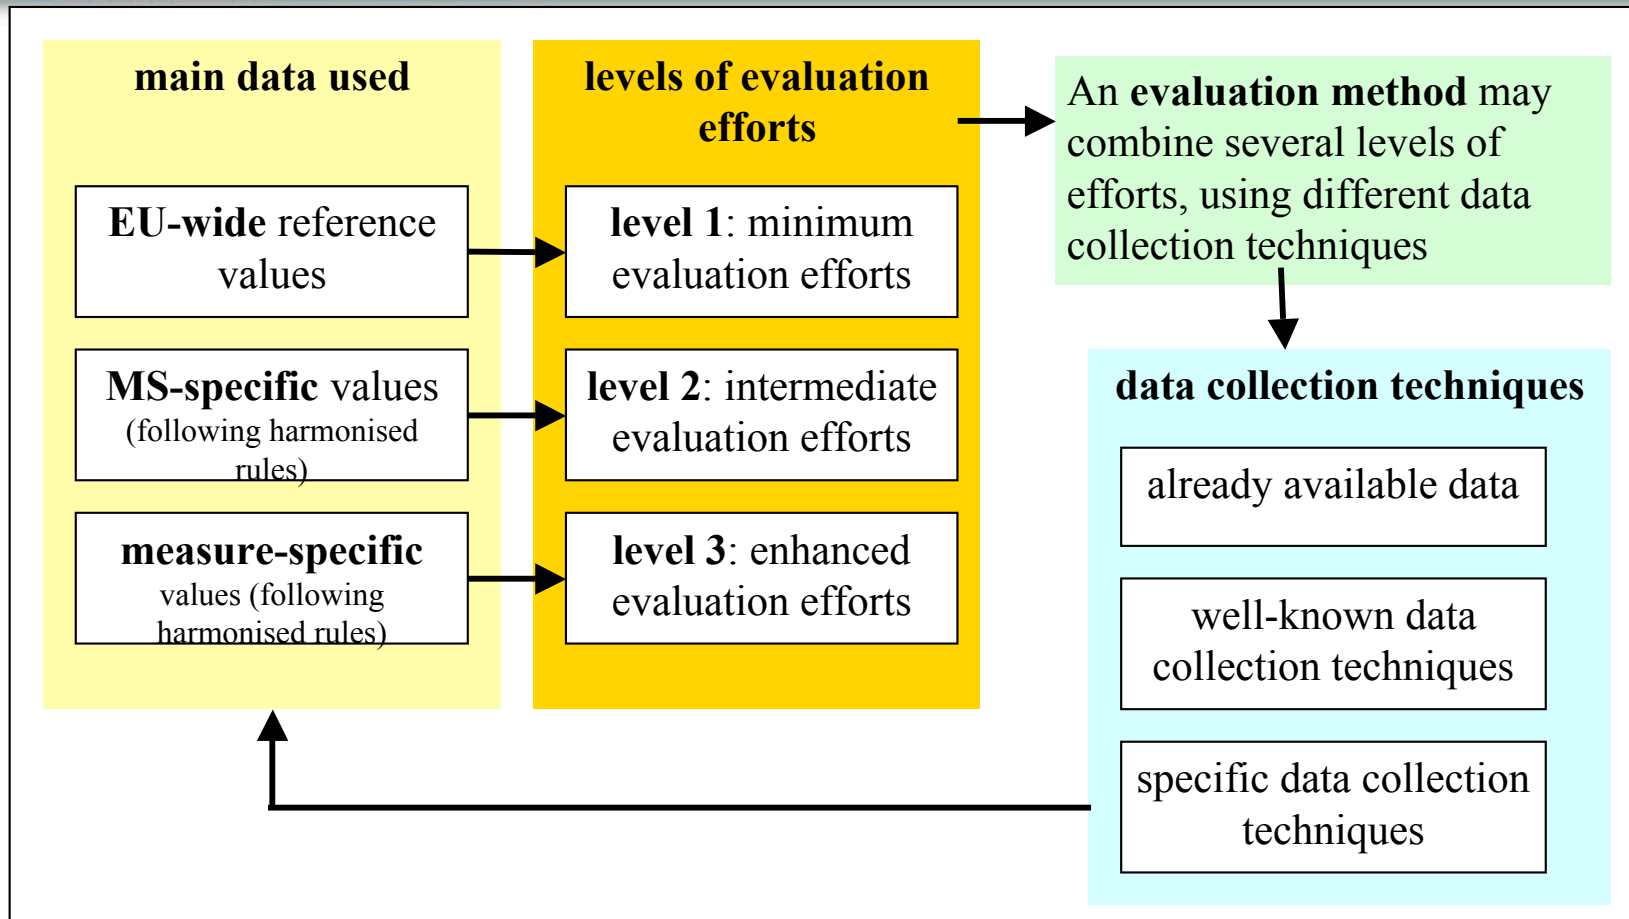 main data used
EU-wide reference
values
MS-specific values
(following harmonised
rules)
measure-specific
values (following
harmonised rules)
levels of evaluation
efforts
level 1: minimum
evaluation efforts
level 2: intermediate
evaluation efforts
level 3: enhanced
evaluation efforts
An evaluation method may
combine several levels of
efforts, using different data
collection techniques
data collection techniques
already available data
well-known data
collection techniques
specific data collection
techniques